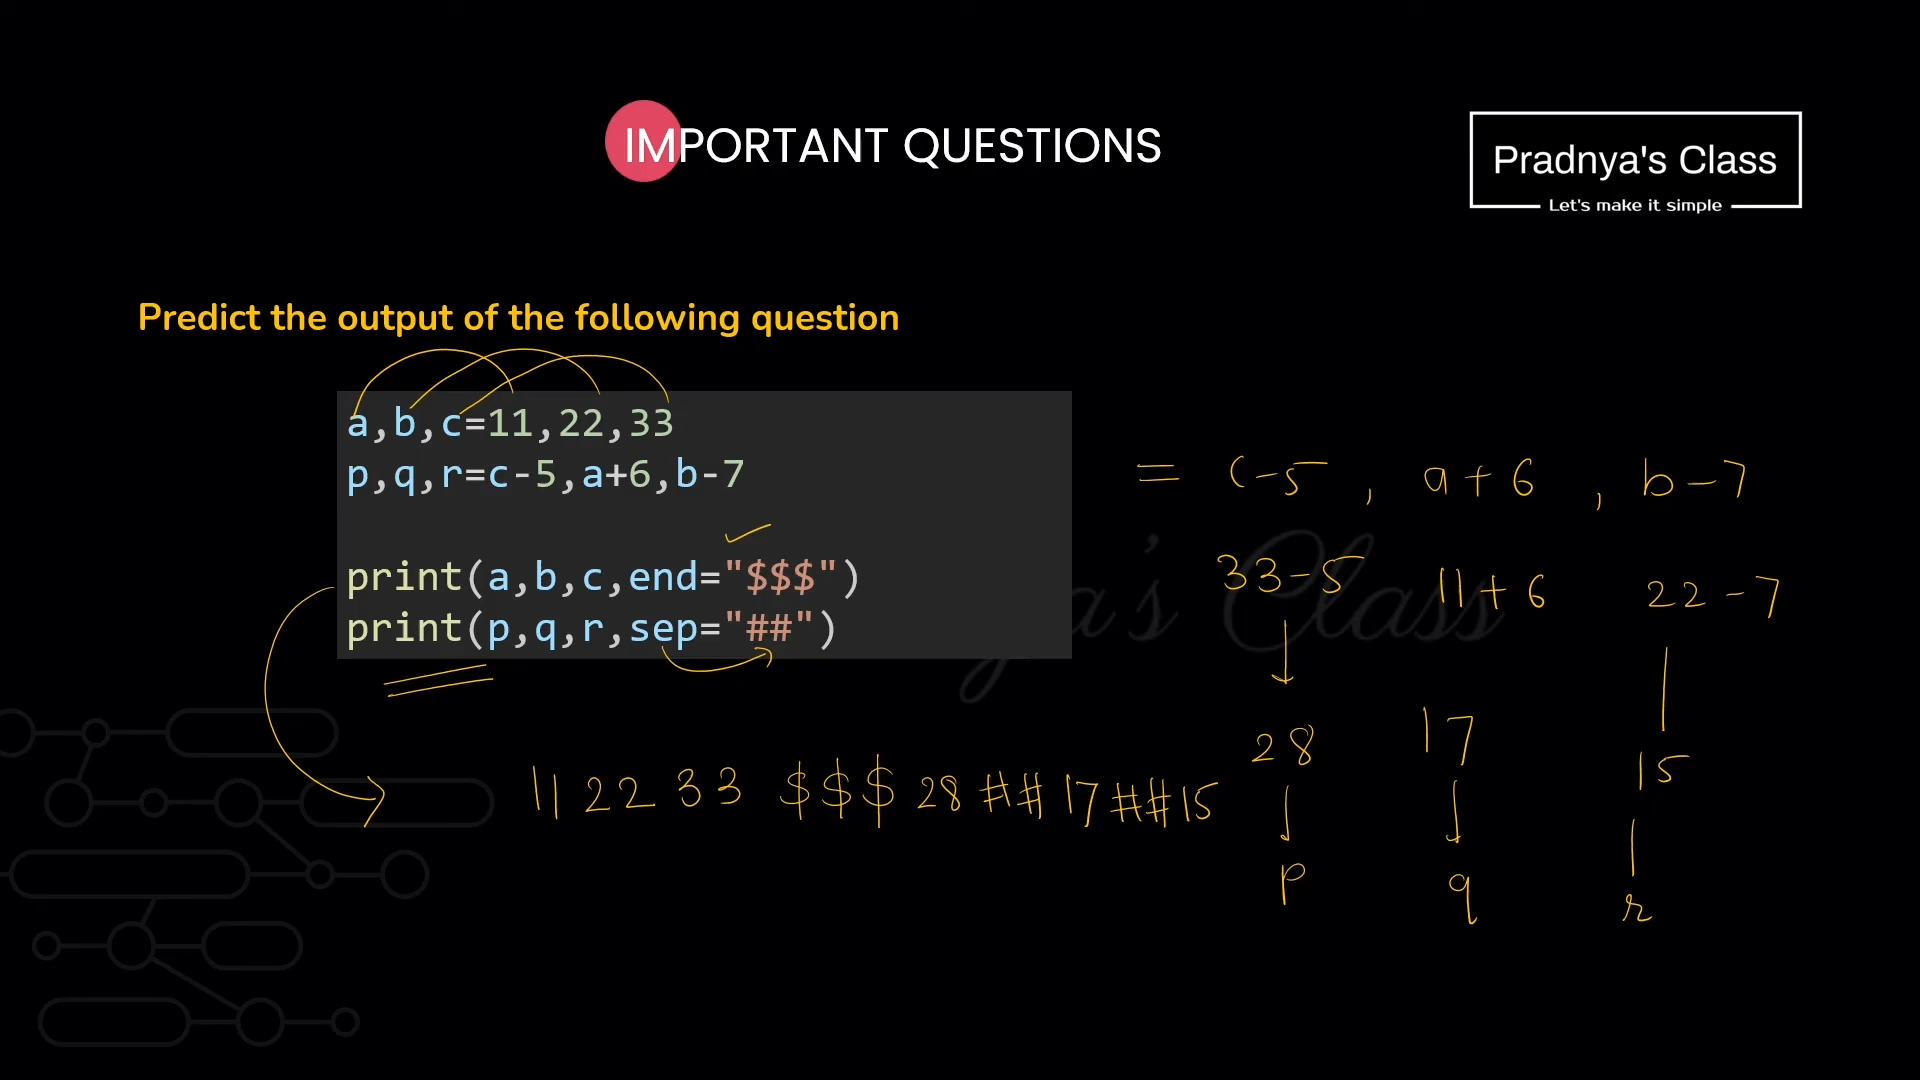 IMPORTANT QUESTIONS
Pradnya's Class
Let's make it simple
Predict the output of the following question
a,b,c=11,22,33
p,q,r=c-5,a+6,b-7
print(a,b,c,end="$$$")
print(p,q,r,sep="##")
= c-5 , a+6 , b-7
33-5 11+6 22-7
28 17 15
p q r
11 22 33 $$$ 28 ## 17 ## 15
a's Class